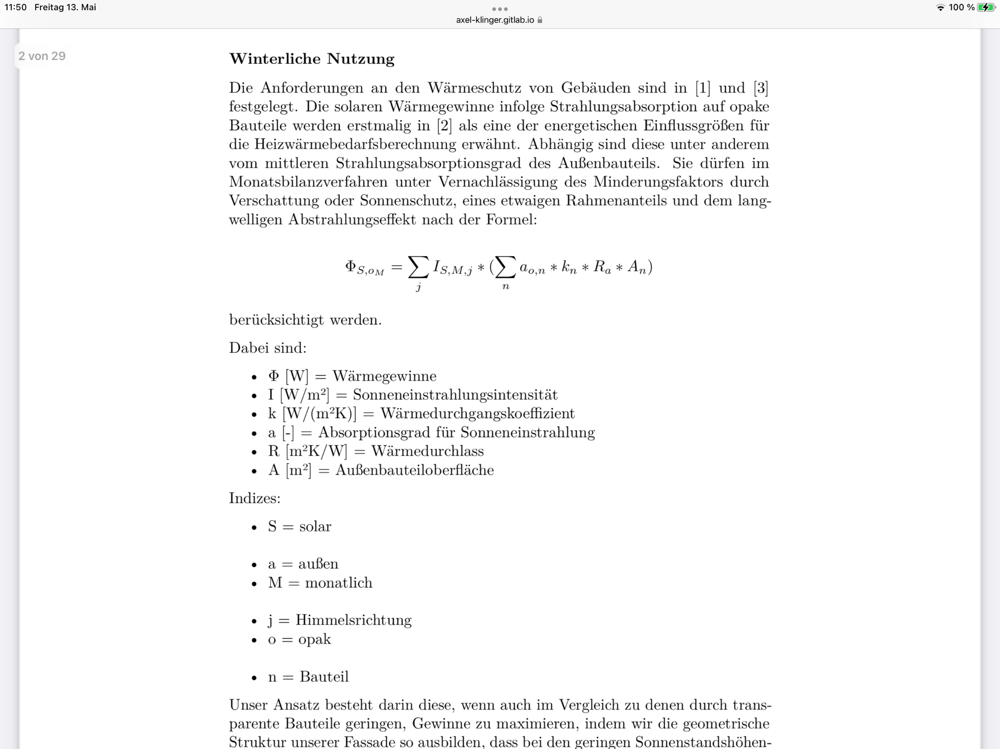 11:50 Freitag 13. Mai
100 %
axel-klinger.gitlab.io
2 von 29
Winterliche Nutzung
Die Anforderungen an den Wärmeschutz von Gebäuden sind in [1] und [3]
festgelegt. Die solaren Wärmegewinne infolge Strahlungsabsorption auf opake
Bauteile werden erstmalig in [2] als eine der energetischen Einflussgrößen für
die Heizwärmebedarfsberechnung erwähnt. Abhängig sind diese unter anderem
vom mittleren Strahlungsabsorptionsgrad des Außenbauteils. Sie dürfen im
Monatsbilanzverfahren unter Vernachlässigung des Minderungsfaktors durch
Verschattung oder Sonnenschutz, eines etwaigen Rahmenanteils und dem lang-
welligen Abstrahlungseffekt nach der Formel:
Φ_{S,o_M} = ∑_j I_{S,M,j} * (∑_n a_{o,n} * k_n * R_a * A_n)
berücksichtigt werden.
Dabei sind:
• Φ [W] = Wärmegewinne
• I [W/m²] = Sonneneinstrahlungsintensität
• k [W/(m²K)] = Wärmedurchgangskoeffizient
• a [-] = Absorptionsgrad für Sonneneinstrahlung
• R [m²K/W] = Wärmedurchlass
• A [m²] = Außenbauteiloberfläche
Indizes:
• S = solar
• a = außen
• M = monatlich
• j = Himmelsrichtung
• o = opak
• n = Bauteil
Unser Ansatz besteht darin diese, wenn auch im Vergleich zu denen durch trans-
parente Bauteile geringen, Gewinne zu maximieren, indem wir die geometrische
Struktur unserer Fassade so ausbilden, dass bei den geringen Sonnenstandshöhen-